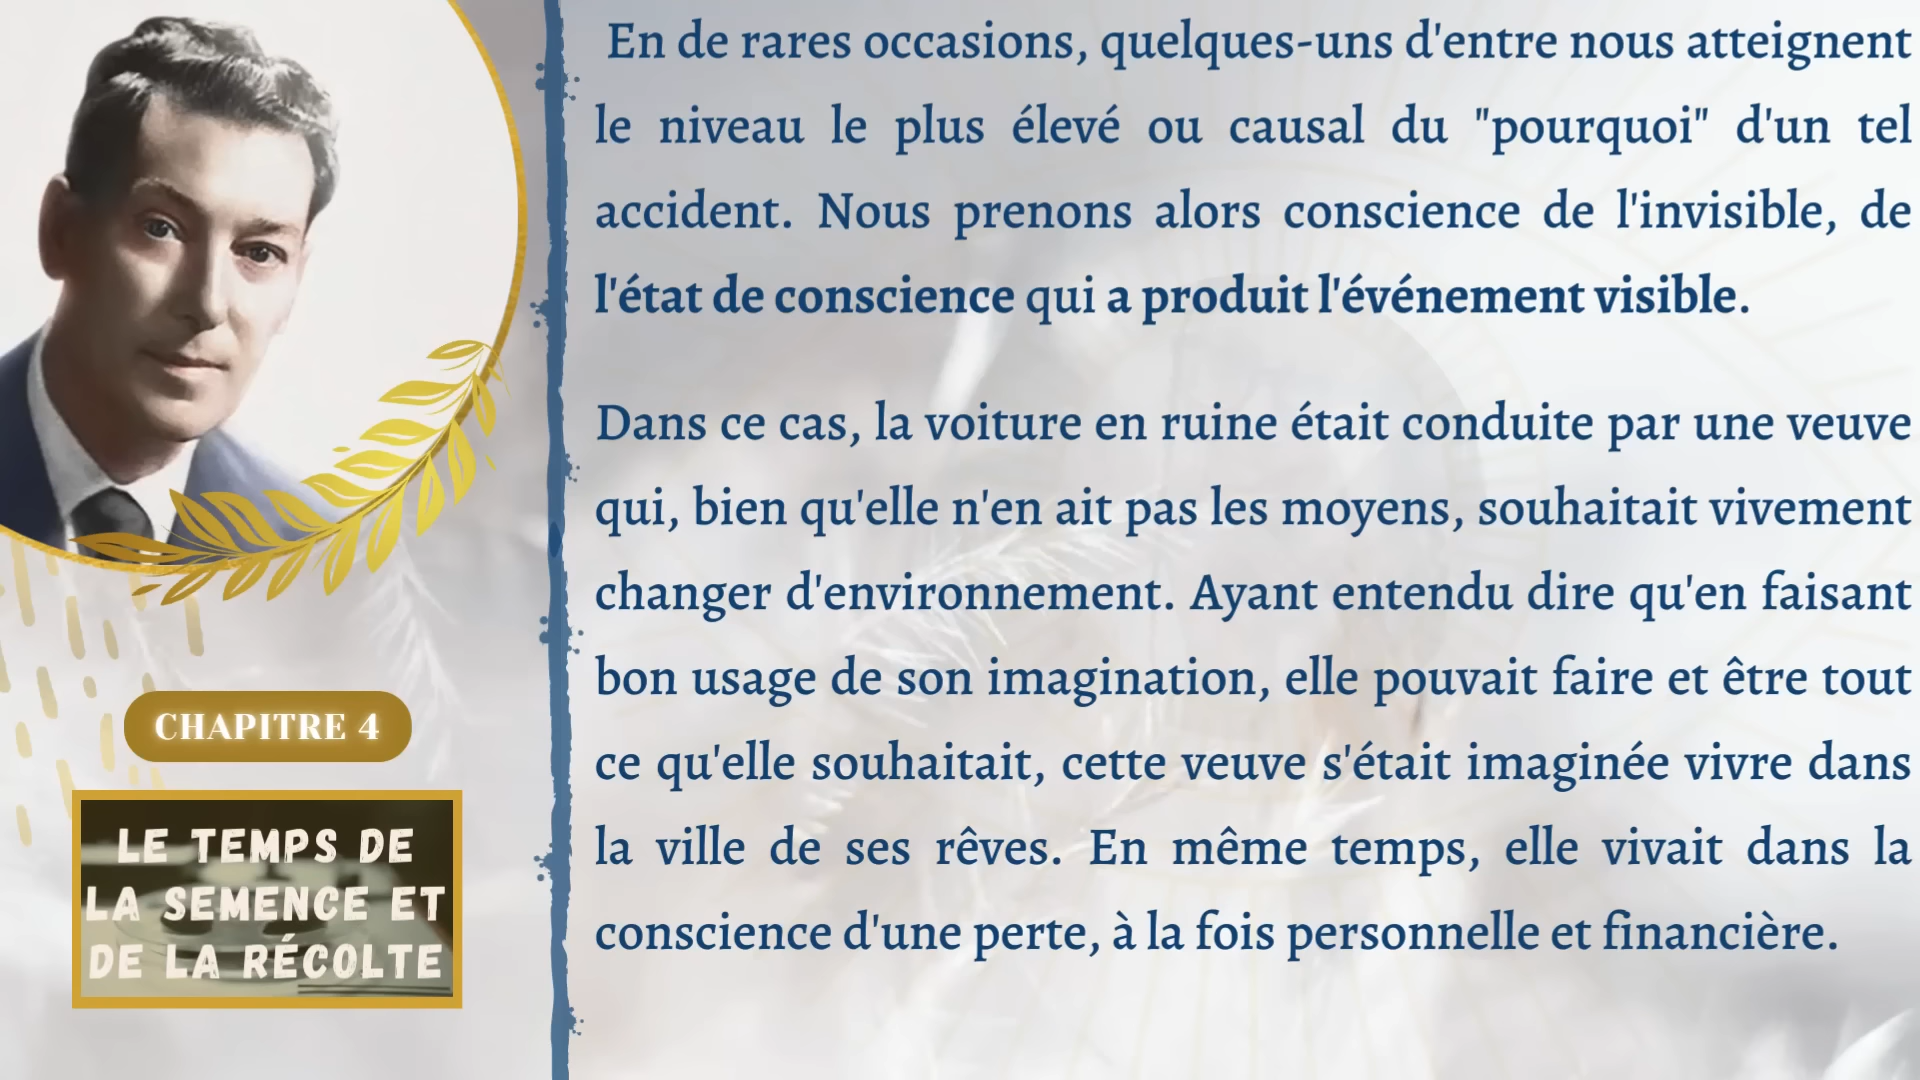 En de rares occasions, quelques-uns d'entre nous atteignent
le niveau le plus élevé ou causal du "pourquoi" d'un tel
accident. Nous prenons alors conscience de l'invisible, de
l'état de conscience qui a produit l'événement visible.
Dans ce cas, la voiture en ruine était conduite par une veuve
qui, bien qu'elle n'en ait pas les moyens, souhaitait vivement
changer d'environnement. Ayant entendu dire qu'en faisant
bon usage de son imagination, elle pouvait faire et être tout
ce qu'elle souhaitait, cette veuve s'était imaginée vivre dans
la ville de ses rêves. En même temps, elle vivait dans la
conscience d'une perte, à la fois personnelle et financière.
CHAPITRE 4
LE TEMPS DE
LA SEMENCE ET
DE LA RÉCOLTE